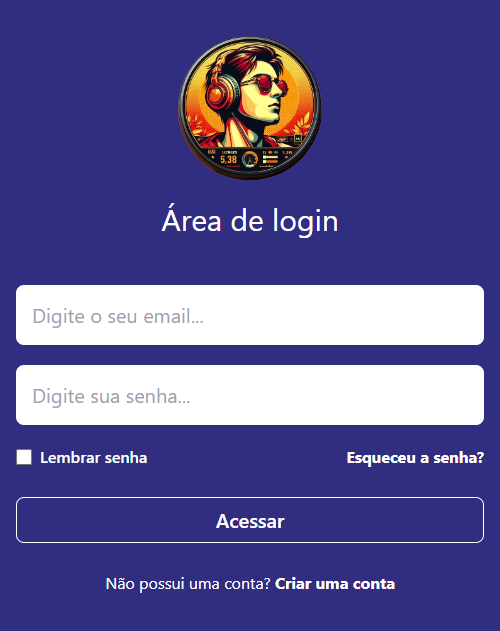 5,38
Área de login
Digite o seu email...
Digite sua senha...
Lembrar senha Esqueceu a senha?
Acessar
Não possui uma conta? Criar uma conta